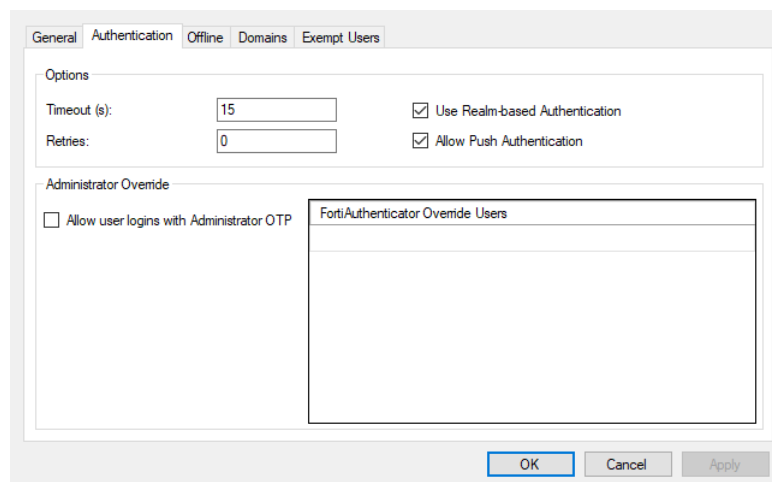 General Authentication Offline Domains Exempt Users
Options
Timeout (s): 15 Use Realm-based Authentication
Retries: 0 Allow Push Authentication
Administrator Override
Allow user logins with Administrator OTP FortiAuthenticator Override Users
OK Cancel Apply